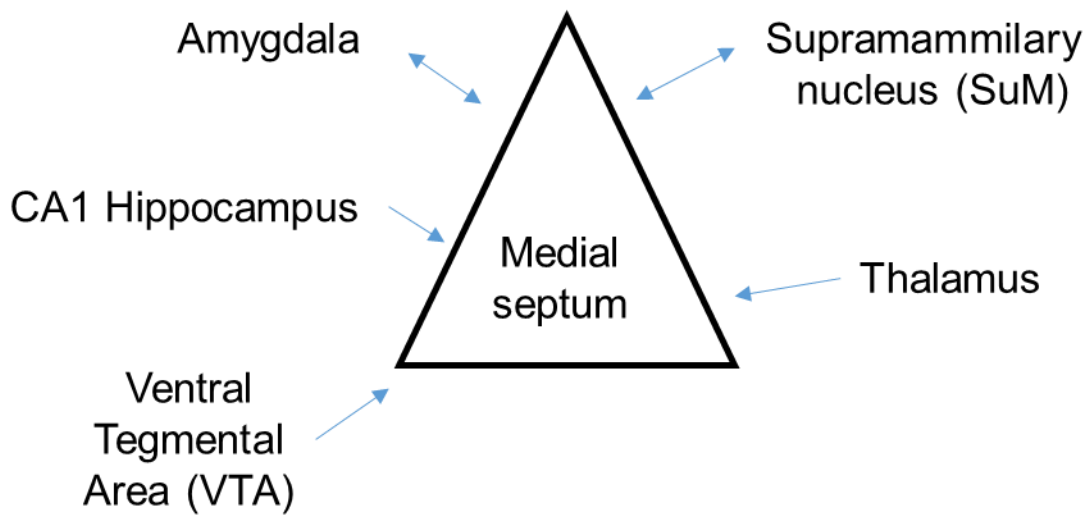 Amygdala
Supramammilary
nucleus (SuM)
CA1 Hippocampus
Medial
septum
Thalamus
Ventral
Tegmental
Area (VTA)